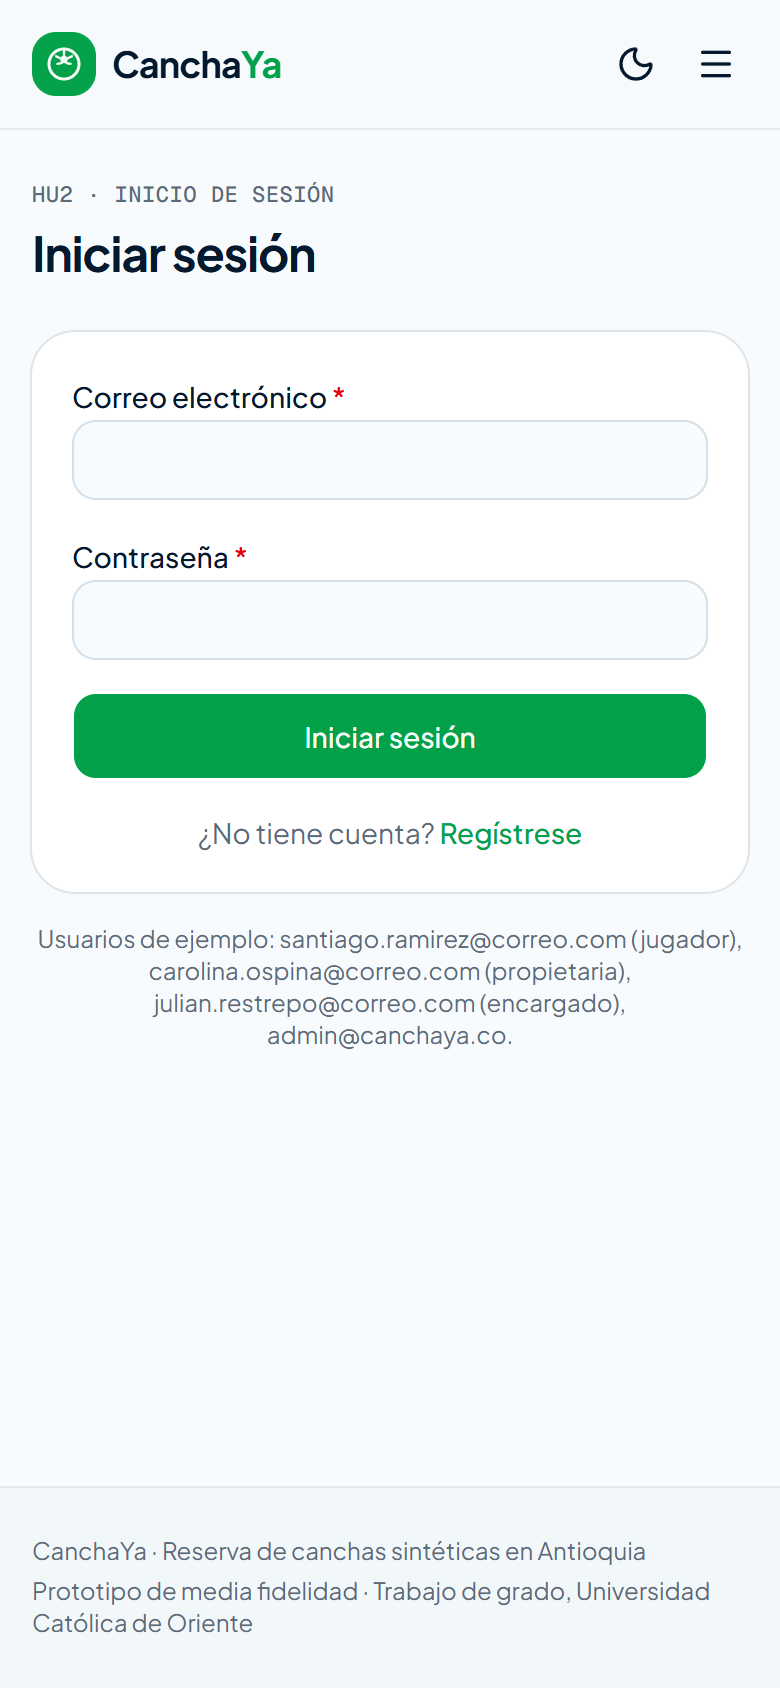 CanchaYa
HU2 · INICIO DE SESIÓN
Iniciar sesión
Correo electrónico *
Contraseña *
Iniciar sesión
¿No tiene cuenta? Regístrese
Usuarios de ejemplo: santiago.ramirez@correo.com (jugador),
carolina.ospina@correo.com (propietaria),
julian.restrepo@correo.com (encargado),
admin@canchaya.co.
CanchaYa · Reserva de canchas sintéticas en Antioquia
Prototipo de media fidelidad · Trabajo de grado, Universidad
Católica de Oriente